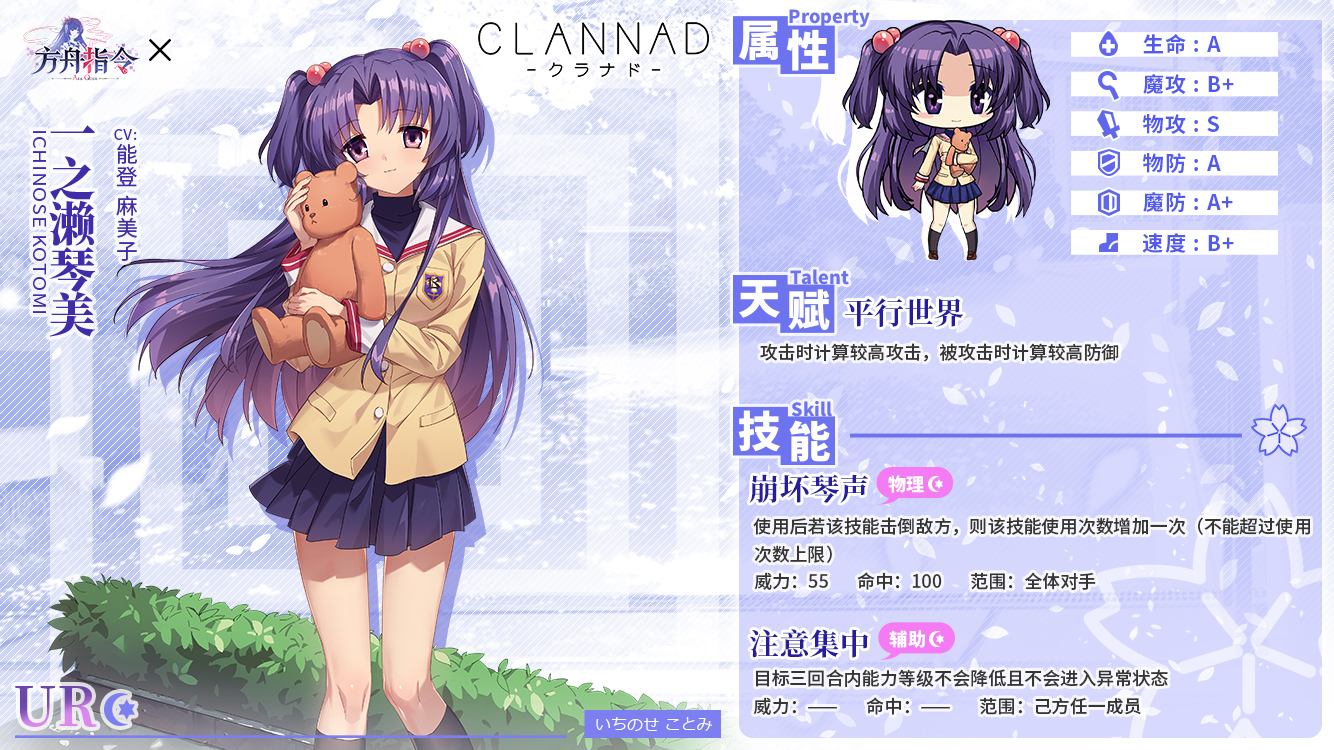 方舟指令
Ark Order
×
CLANNAD
-クラナド-
一之濑琴美
ICHINOSE KOTOMI
CV:能登 麻美子
UR
いちのせ ことみ
属性
Property
生命：A
魔攻：B+
物攻：S
物防：A
魔防：A+
速度：B+
天赋
Talent
平行世界
攻击时计算较高攻击，被攻击时计算较高防御
技能
Skill
崩坏琴声 物理
使用后若该技能击倒敌方，则该技能使用次数增加一次（不能超过使用
次数上限）
威力：55 命中：100 范围：全体对手
注意集中 辅助
目标三回合内能力等级不会降低且不会进入异常状态
威力：—— 命中：—— 范围：己方任一成员